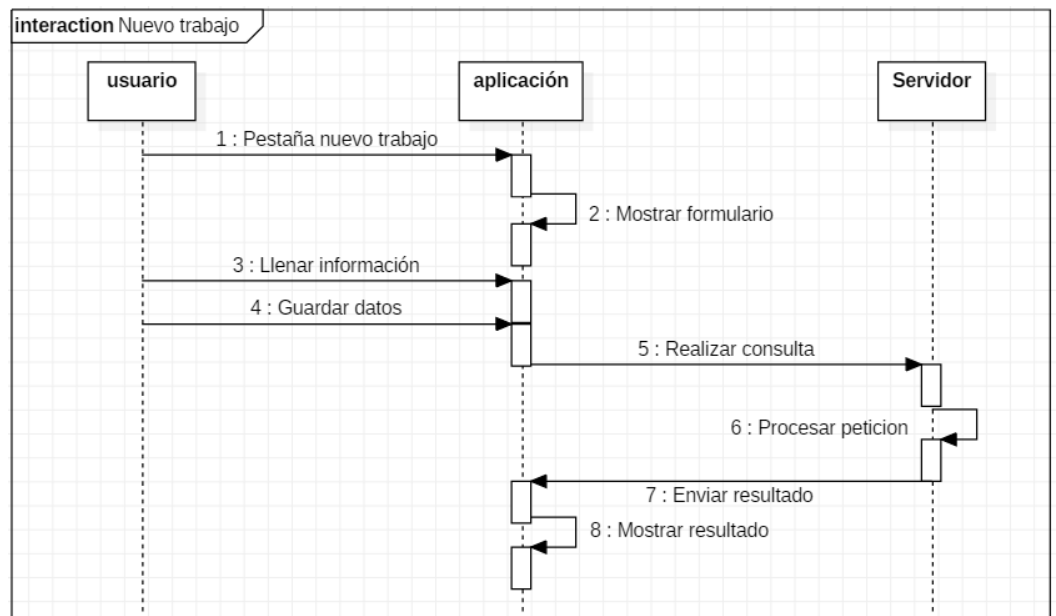 interaction Nuevo trabajo
usuario
aplicación
Servidor
1 : Pestaña nuevo trabajo
2 : Mostrar formulario
3 : Llenar información
4 : Guardar datos
5 : Realizar consulta
6 : Procesar peticion
7 : Enviar resultado
8 : Mostrar resultado